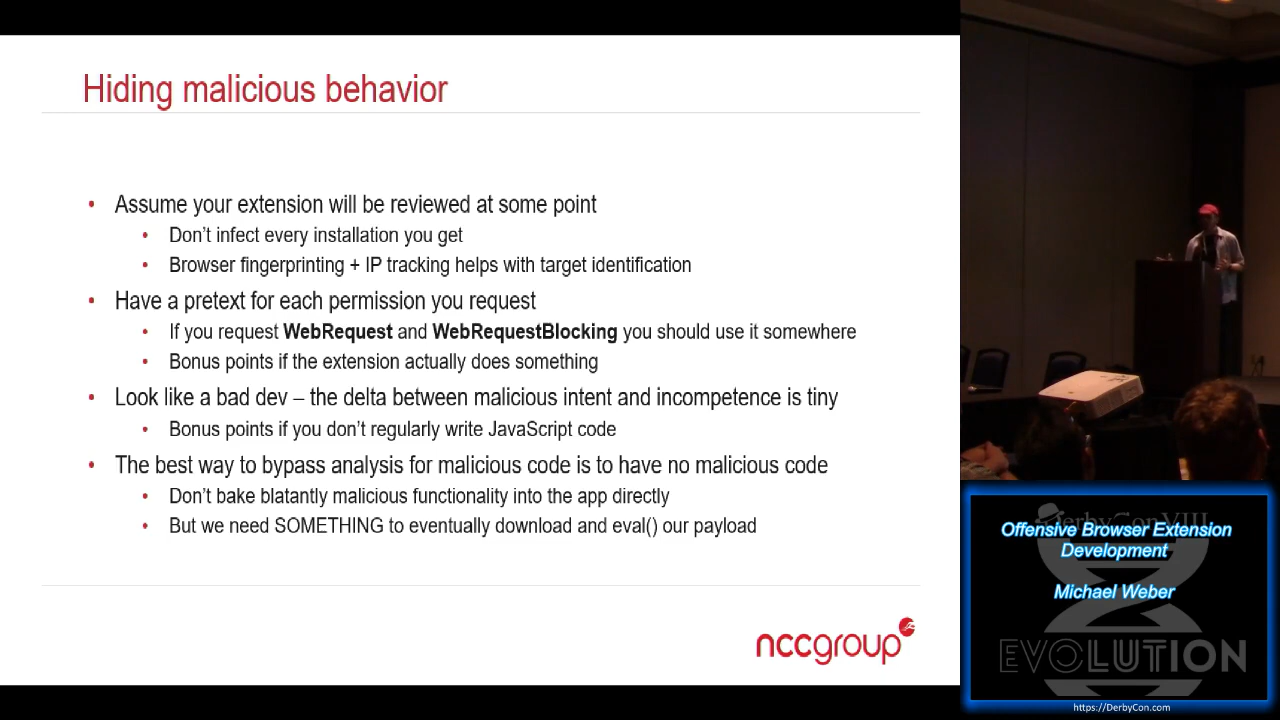 Hiding malicious behavior
• Assume your extension will be reviewed at some point
• Don't infect every installation you get
• Browser fingerprinting + IP tracking helps with target identification
• Have a pretext for each permission you request
• If you request WebRequest and WebRequestBlocking you should use it somewhere
• Bonus points if the extension actually does something
• Look like a bad dev – the delta between malicious intent and incompetence is tiny
• Bonus points if you don't regularly write JavaScript code
• The best way to bypass analysis for malicious code is to have no malicious code
• Don't bake blatantly malicious functionality into the app directly
• But we need SOMETHING to eventually download and eval() our payload
nccgroup
DerbyCon VIII
Offensive Browser Extension
Development
Michael Weber
EVOLUTION
https://DerbyCon.com